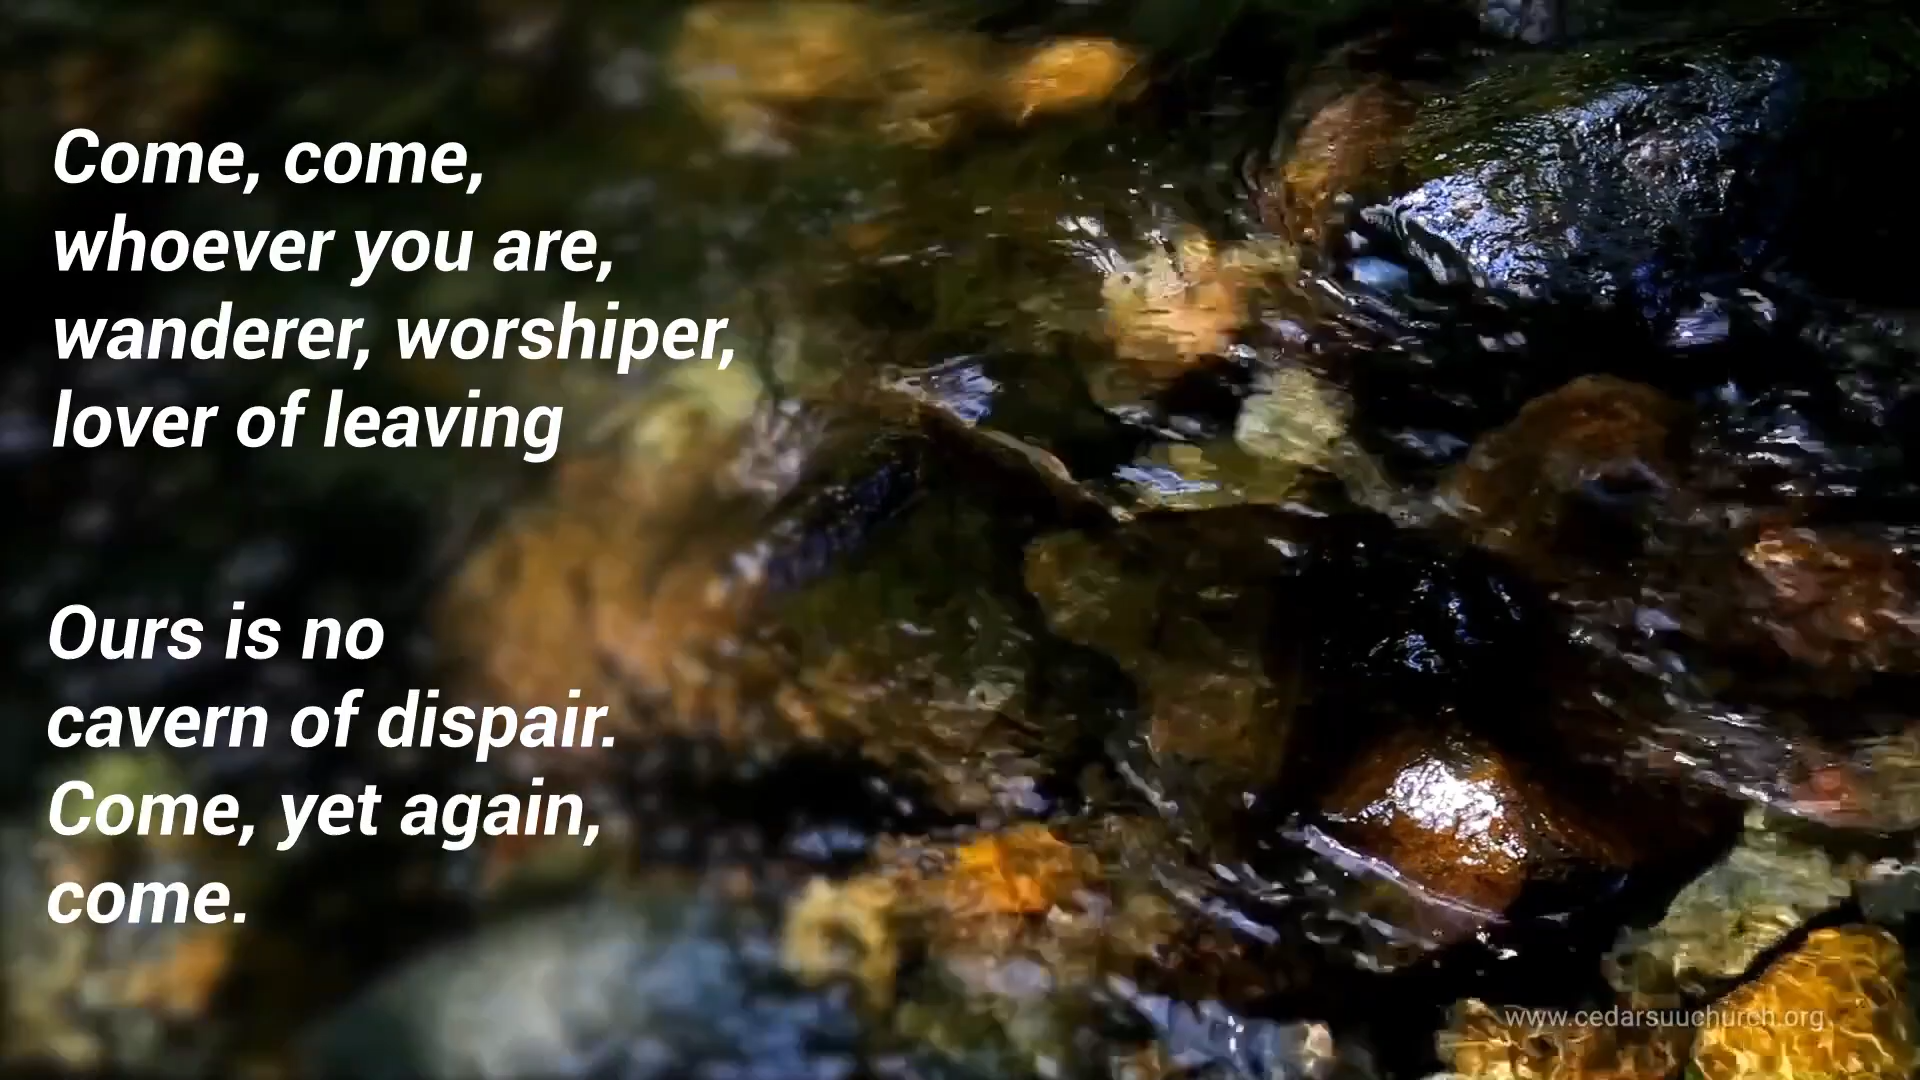 Come, come,
whoever you are,
wanderer, worshiper,
lover of leaving
Ours is no
cavern of dispair.
Come, yet again,
come.
www.cedarsuuchurch.org